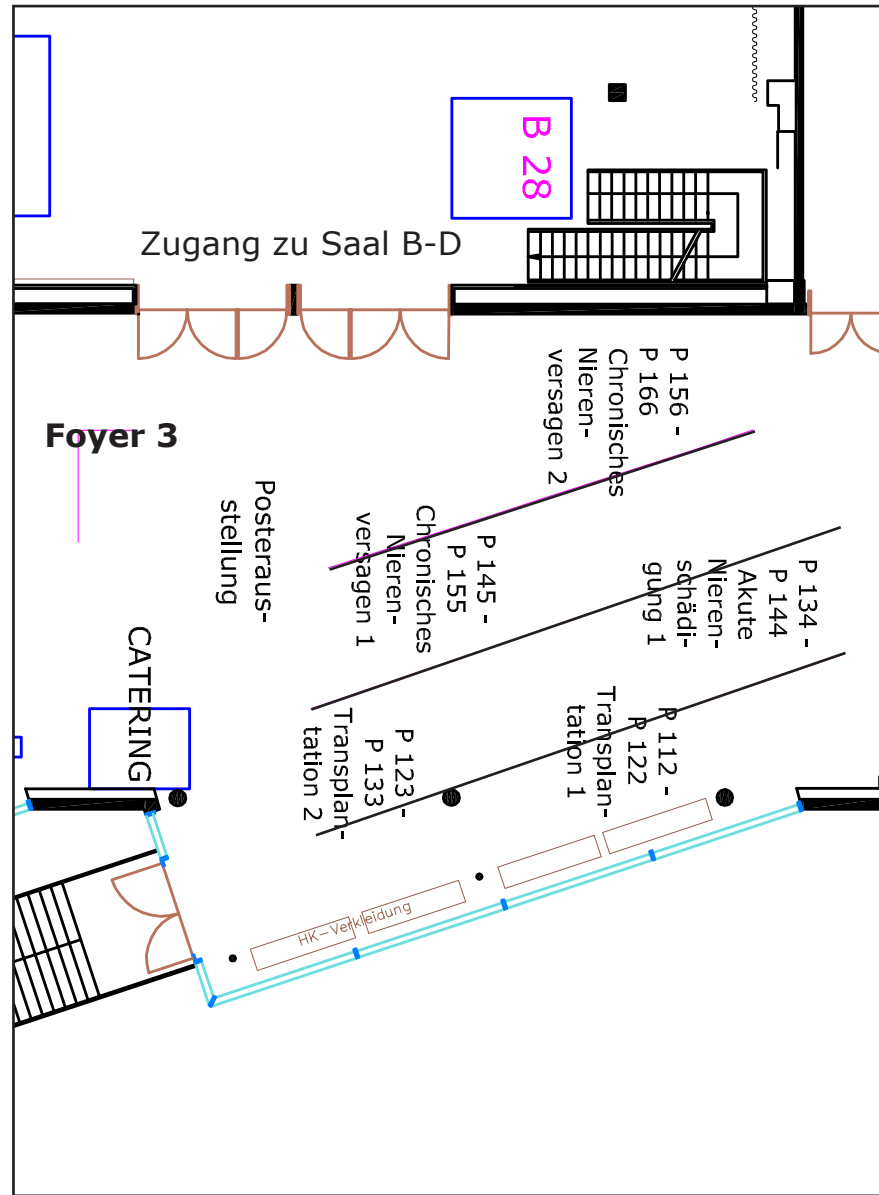 B 28
Zugang zu Saal B-D
P 156 -
P 166
Chronisches
Nieren-
versagen 2
Foyer 3
Posteraus-
stellung
P 145 -
P 155
Chronisches
Nieren-
versagen 1
P 134 -
P 144
Akute
Nieren-
schädi-
gung 1
CATERING
P 123 -
P 133
Transplan-
tation 2
P 112 -
P 122
Transplan-
tation 1
HK-Verkleidung